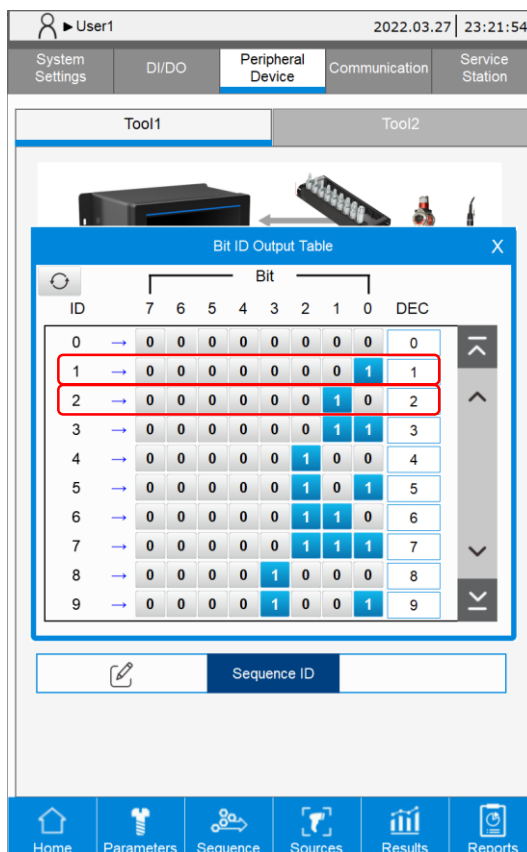 ►User1 2022.03.27 23:21:54
System Settings DI/DO Peripheral Device Communication Service Station
Tool1 Tool2
Bit ID Output Table X
Bit
ID 7 6 5 4 3 2 1 0 DEC
0 → 0 0 0 0 0 0 0 0 0
1 → 0 0 0 0 0 0 0 1 1
2 → 0 0 0 0 0 0 1 0 2
3 → 0 0 0 0 0 0 1 1 3
4 → 0 0 0 0 0 1 0 0 4
5 → 0 0 0 0 0 1 0 1 5
6 → 0 0 0 0 0 1 1 0 6
7 → 0 0 0 0 0 1 1 1 7
8 → 0 0 0 0 1 0 0 0 8
9 → 0 0 0 0 1 0 0 1 9
Sequence ID
Home Parameters Sequence Sources Results Reports